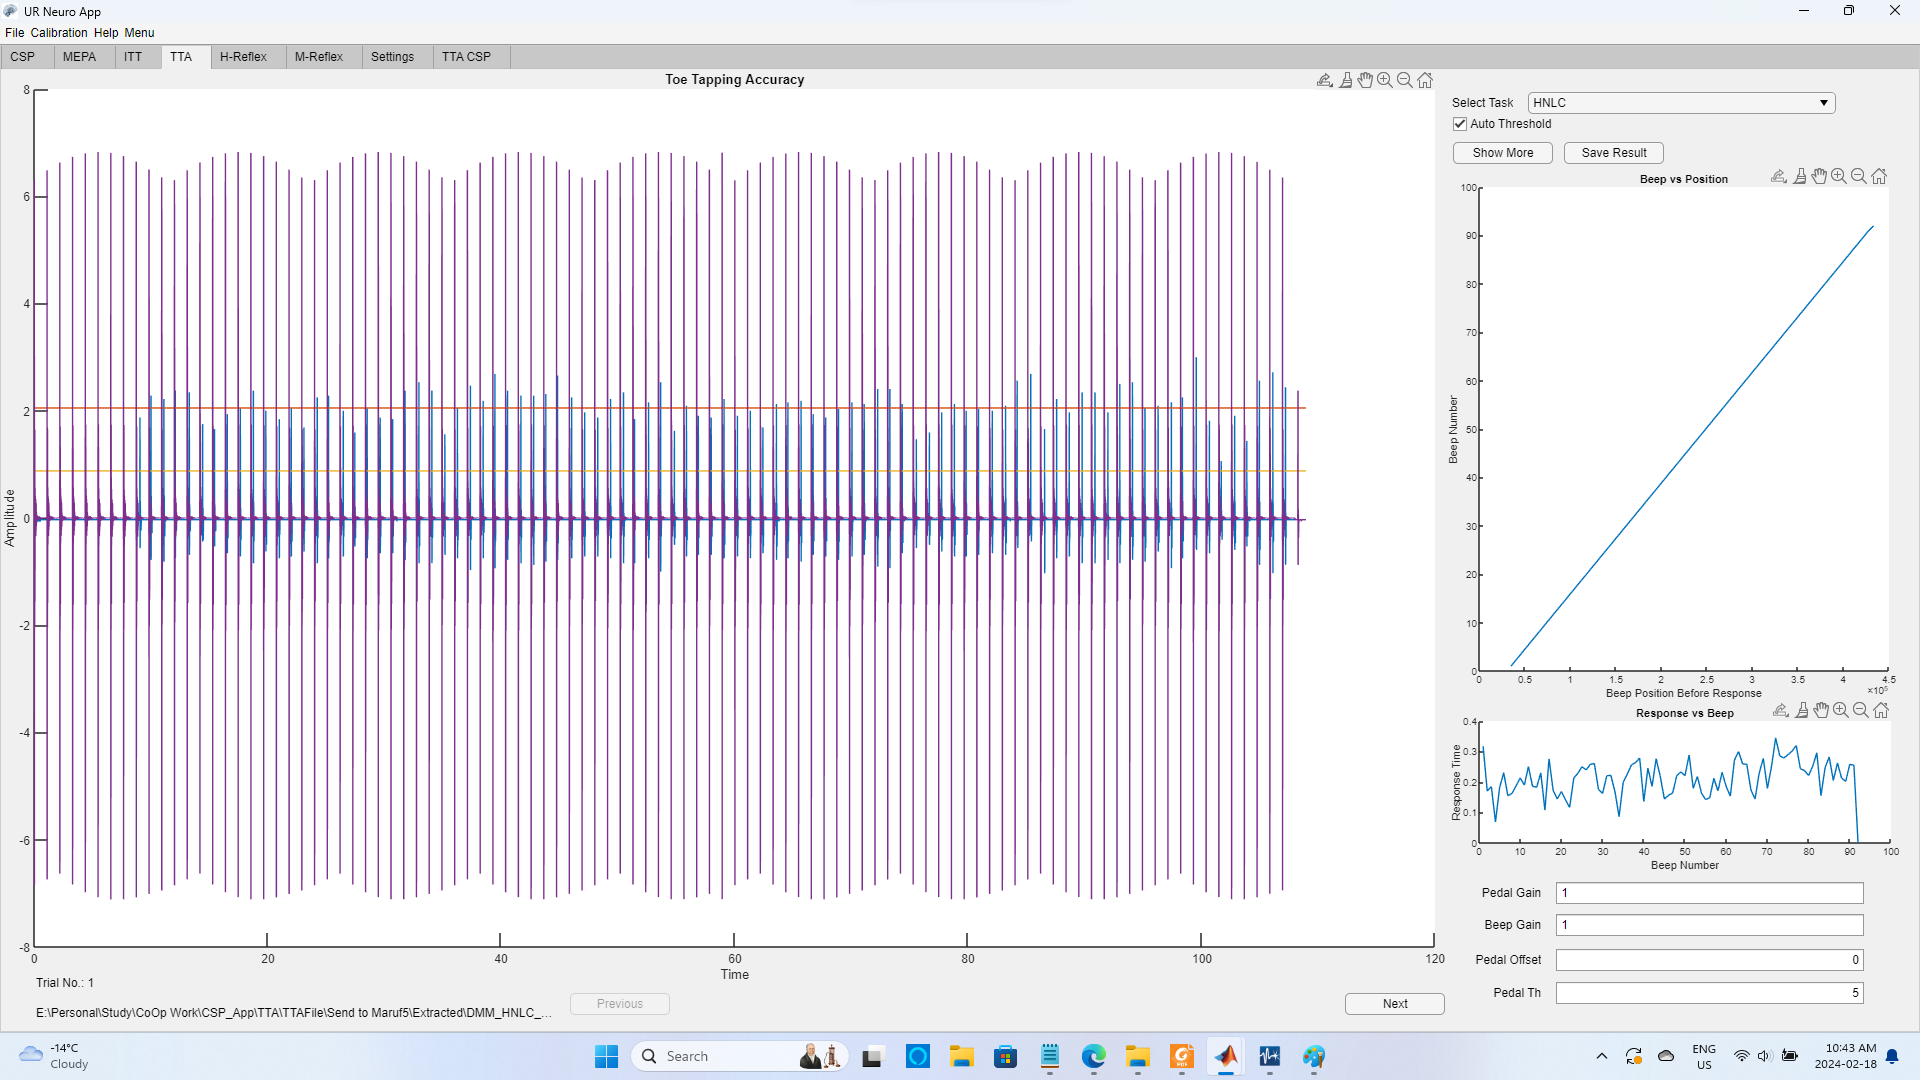 UR Neuro App
File Calibration Help Menu
CSP MEPA ITT TTA H-Reflex M-Reflex Settings TTA CSP
Toe Tapping Accuracy
8
6
4
2
0
-2
-4
-6
-8
Amplitude
0 20 40 60 80 100 120
Time
Trial No.: 1
E:\Personal\Study\CoOp Work\CSP_App\TTA\TTAFile\Send to Maruf5\Extracted\DMM_HNLC_...
Previous
Next
Select Task HNLC
Auto Threshold
Show More Save Result
Beep vs Position
100
90
80
70
60
50
40
30
20
10
0
Beep Number
0 0.5 1 1.5 2 2.5 3 3.5 4 4.5
Beep Position Before Response
×10⁵
Response vs Beep
0.4
0.3
0.2
0.1
0
Response Time
0 10 20 30 40 50 60 70 80 90 100
Beep Number
Pedal Gain 1
Beep Gain 1
Pedal Offset 0
Pedal Th 5
-14°C
Cloudy
Search
PDF
ENG
US
10:43 AM
2024-02-18